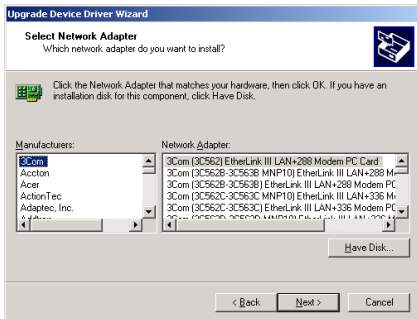 Upgrade Device Driver Wizard
Select Network Adapter
Which network adapter do you want to install?
Click the Network Adapter that matches your hardware, then click OK. If you have an
installation disk for this component, click Have Disk.
Manufacturers:
3Com
Accton
Acer
ActionTec
Adaptec, Inc.
Addtron
Network Adapter:
3Com (3C562) EtherLink III LAN+288 Modem PC Card
3Com (3C562B-3C563B MNP10) EtherLink III LAN+288 Mo
3Com (3C562B-3C563B) EtherLink III LAN+288 Modem PC
3Com (3C562C-3C563C MNP10) EtherLink III LAN+336 Mo
3Com (3C562C-3C563C) EtherLink III LAN+336 Modem PC
Have Disk...
< Back
Next >
Cancel